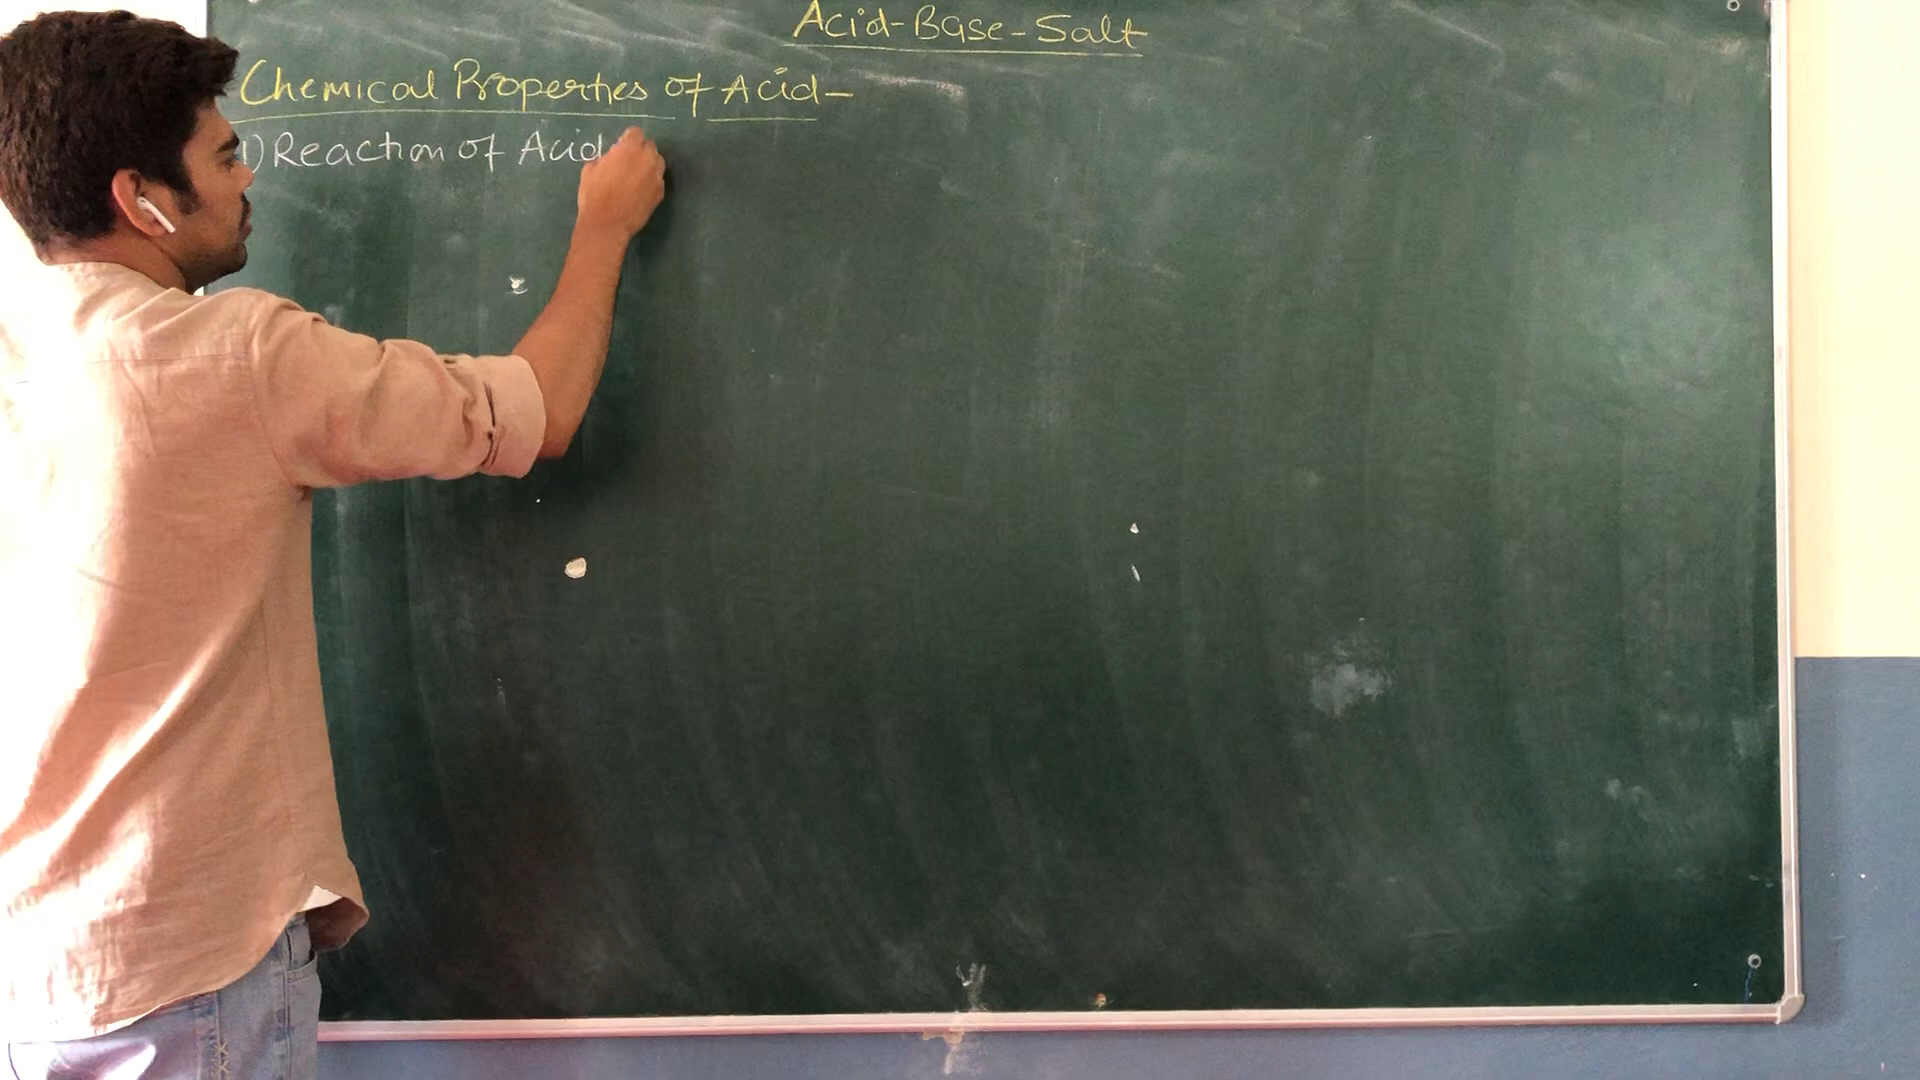 Acid-Base-Salt
Chemical Properties of Acid-
1) Reaction of Acid